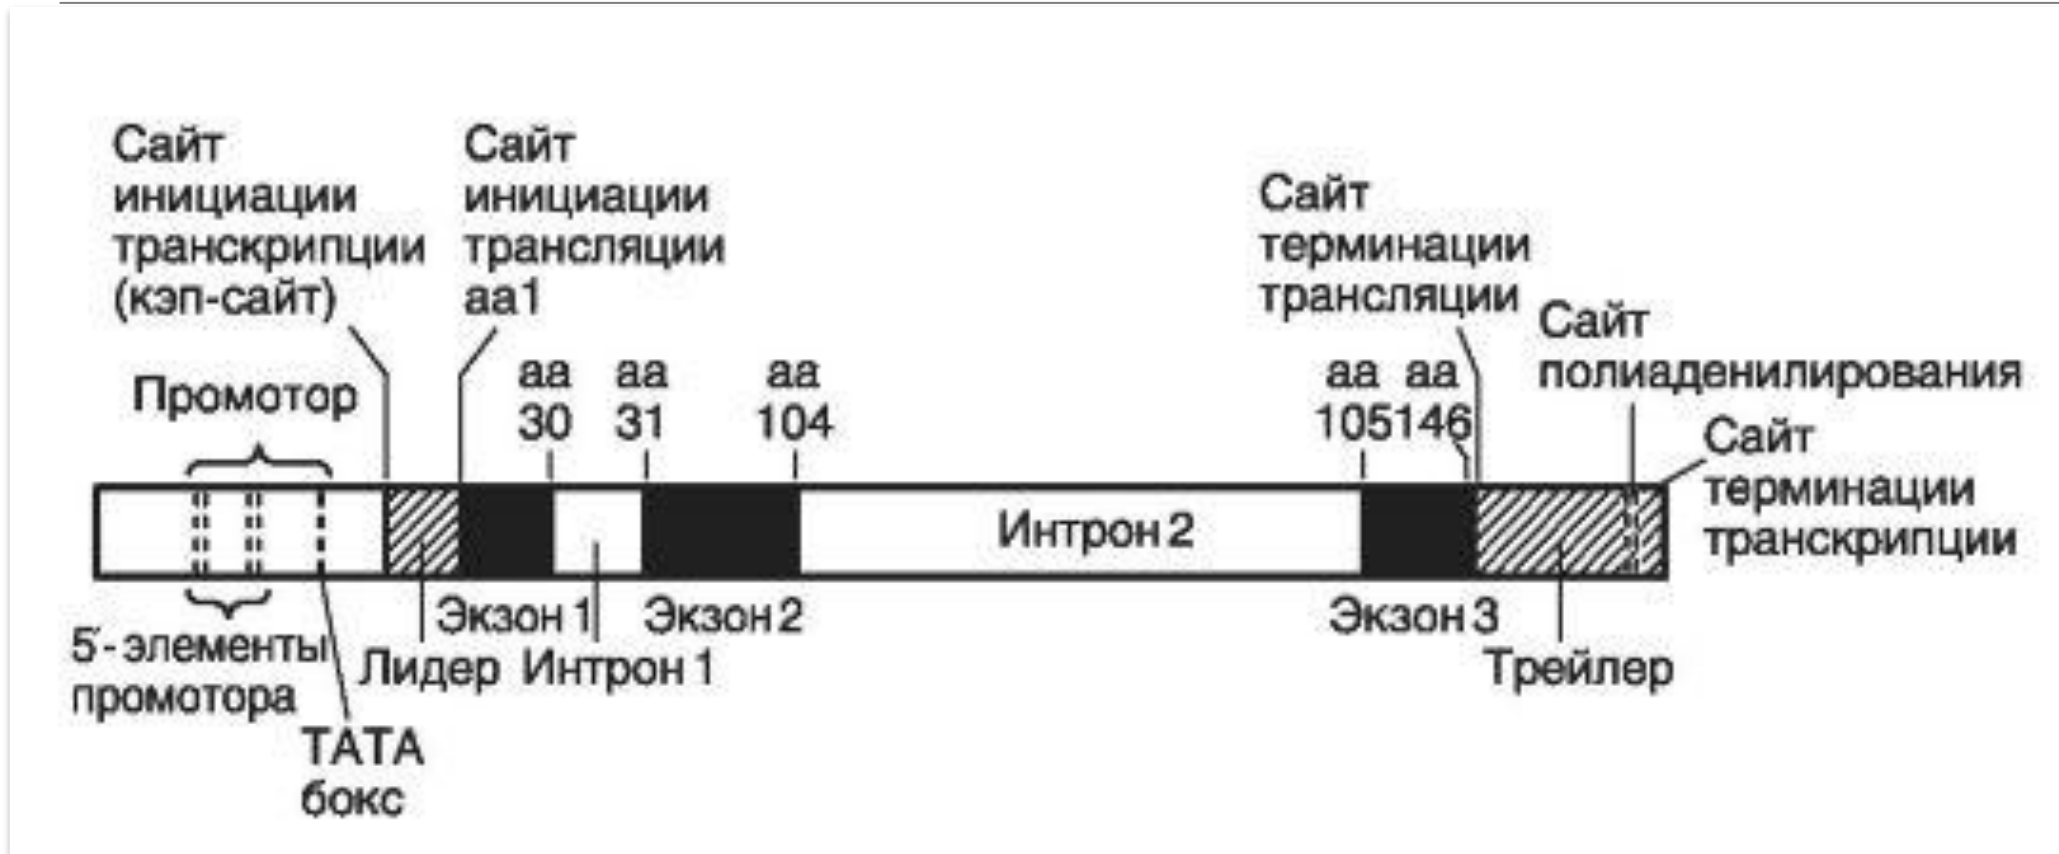 Сайт
инициации
транскрипции
(кэп-сайт)
Сайт
инициации
трансляции
аа1
Сайт
терминации
трансляции
Сайт
полиаденилирования
Сайт
терминации
транскрипции
Промотор
аа
30
аа
31
аа
104
аа
105
аа
146
Интрон 2
5'-элементы
промотора
ТАТА
бокс
Лидер
Экзон 1
Интрон 1
Экзон 2
Экзон 3
Трейлер